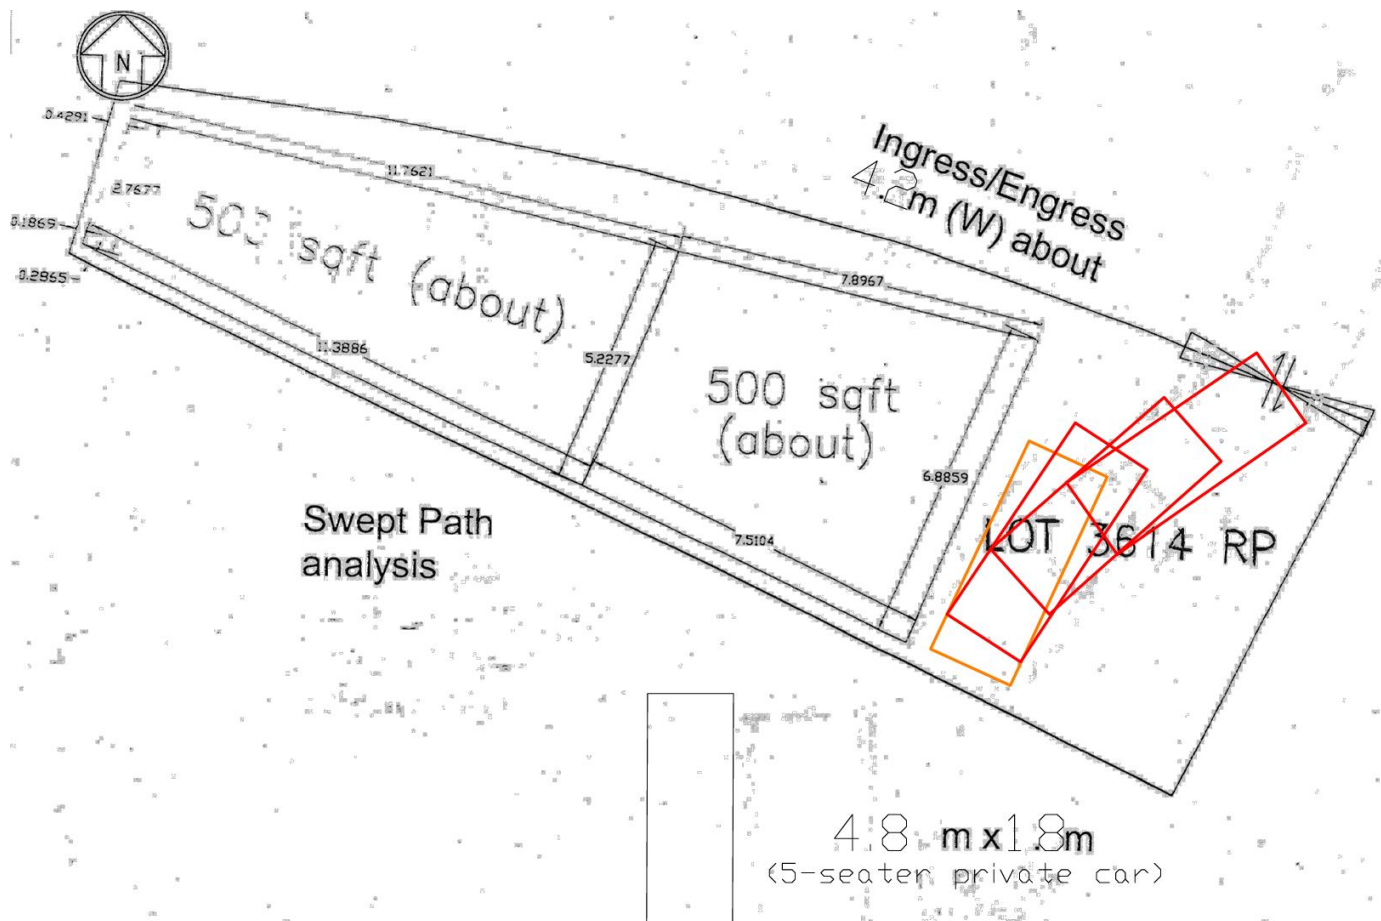 N
0.4291
11.7621
Ingress/Engress
4.2m (W) about
2.7677
0.1869
0.2865
sqft (about)
7.8967
11.3886
5.2277
500 sqft
(about)
6.8859
LOT 3614 RP
Swept Path
analysis
7.5104
4.8 m x 1.8m
(5-seater private car)